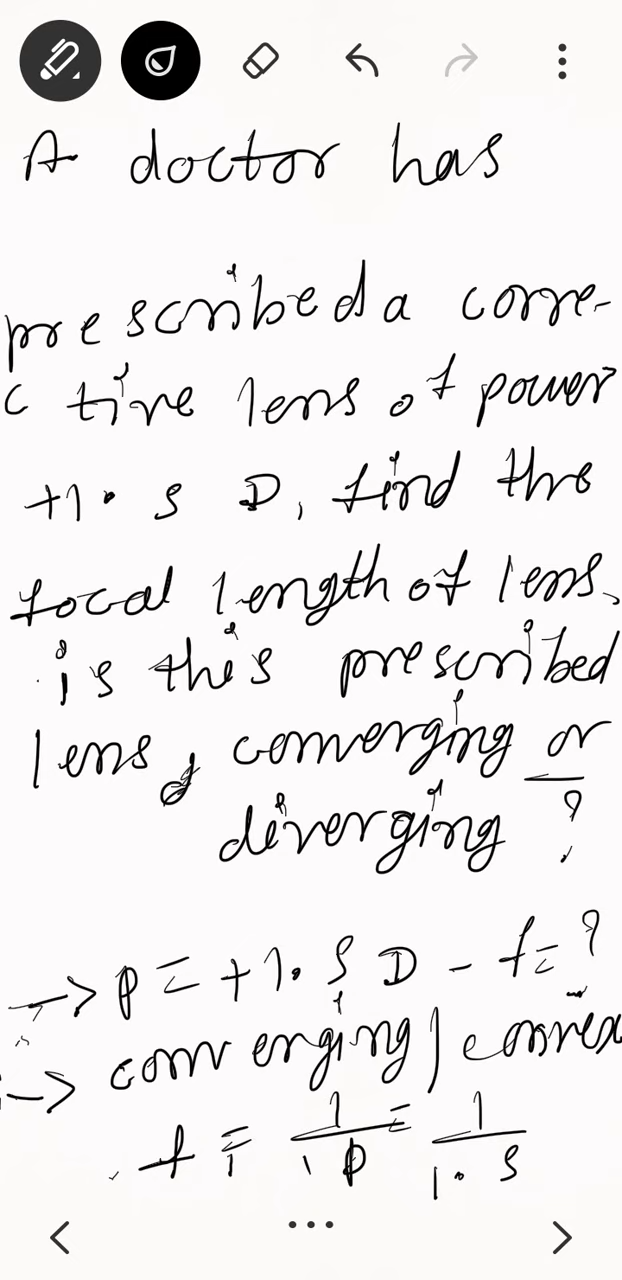 A doctor has
prescribed a corre-
ctive lens of power
+1.5 D, find the
focal length of lens.
is this prescribed
lens, converging or
diverging ?
→ P = +1.5 D - f = ?
→ converging/convex
f = 1/P = 1/1.5